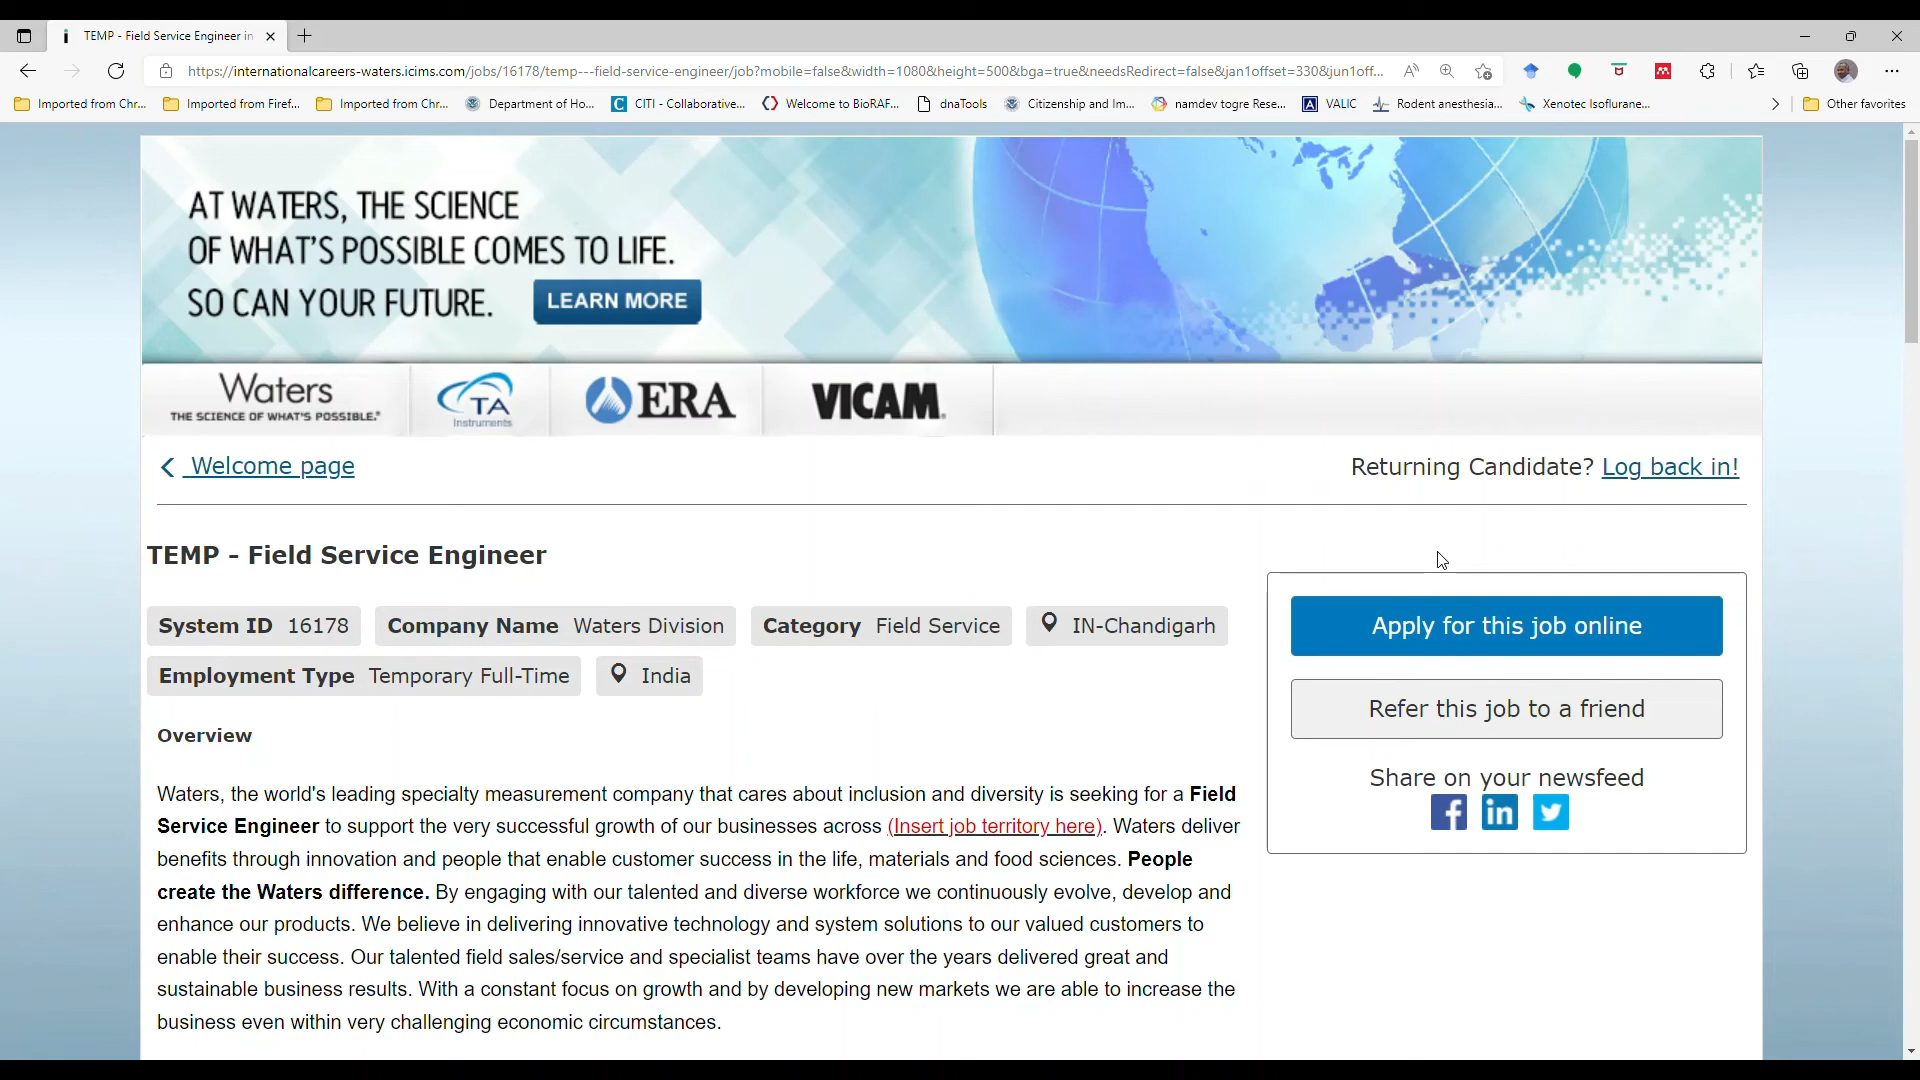 TEMP - Field Service Engineer in
https://internationalcareers-waters.icims.com/jobs/16178/temp---field-service-engineer/job?mobile=false&width=1080&height=500&bga=true&needsRedirect=false&jan1offset=330&jun1off...
Imported from Chr... Imported from Firef... Imported from Chr... Department of Ho... CITI - Collaborative... Welcome to BioRAF... dnaTools Citizenship and Im... namdev togre Rese... VALIC Rodent anesthesia... Xenotec Isoflurane... Other favorites
AT WATERS, THE SCIENCE
OF WHAT'S POSSIBLE COMES TO LIFE.
SO CAN YOUR FUTURE. LEARN MORE
Waters
THE SCIENCE OF WHAT'S POSSIBLE.®
TA
Instruments
ERA
VICAM
Welcome page
Returning Candidate? Log back in!
TEMP - Field Service Engineer
System ID 16178 Company Name Waters Division Category Field Service IN-Chandigarh
Employment Type Temporary Full-Time India
Apply for this job online
Refer this job to a friend
Share on your newsfeed
Overview
Waters, the world's leading specialty measurement company that cares about inclusion and diversity is seeking for a Field
Service Engineer to support the very successful growth of our businesses across (Insert job territory here). Waters deliver
benefits through innovation and people that enable customer success in the life, materials and food sciences. People
create the Waters difference. By engaging with our talented and diverse workforce we continuously evolve, develop and
enhance our products. We believe in delivering innovative technology and system solutions to our valued customers to
enable their success. Our talented field sales/service and specialist teams have over the years delivered great and
sustainable business results. With a constant focus on growth and by developing new markets we are able to increase the
business even within very challenging economic circumstances.